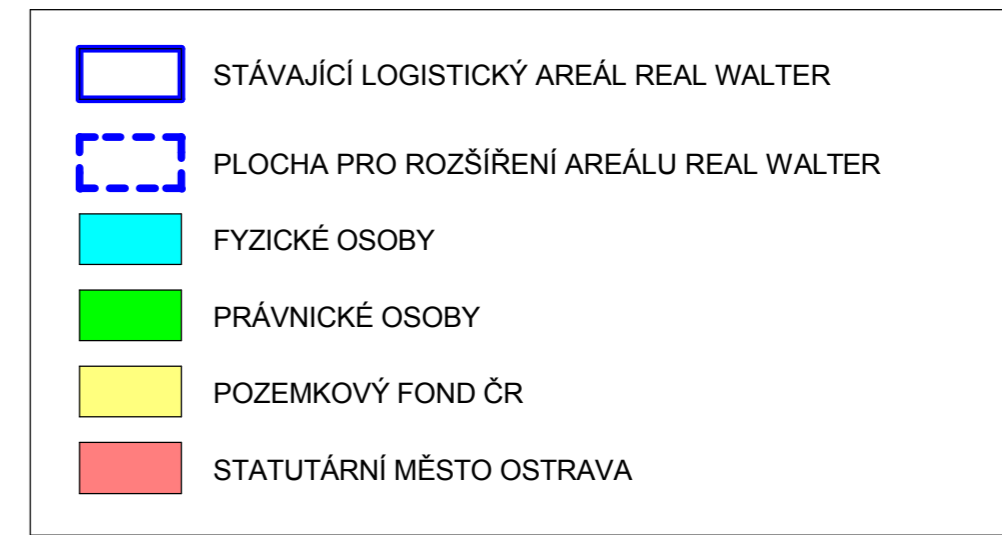 STÁVAJÍCÍ LOGISTICKÝ AREÁL REAL WALTER
PLOCHA PRO ROZŠÍŘENÍ AREÁLU REAL WALTER
FYZICKÉ OSOBY
PRÁVNICKÉ OSOBY
POZEMKOVÝ FOND ČR
STATUTÁRNÍ MĚSTO OSTRAVA